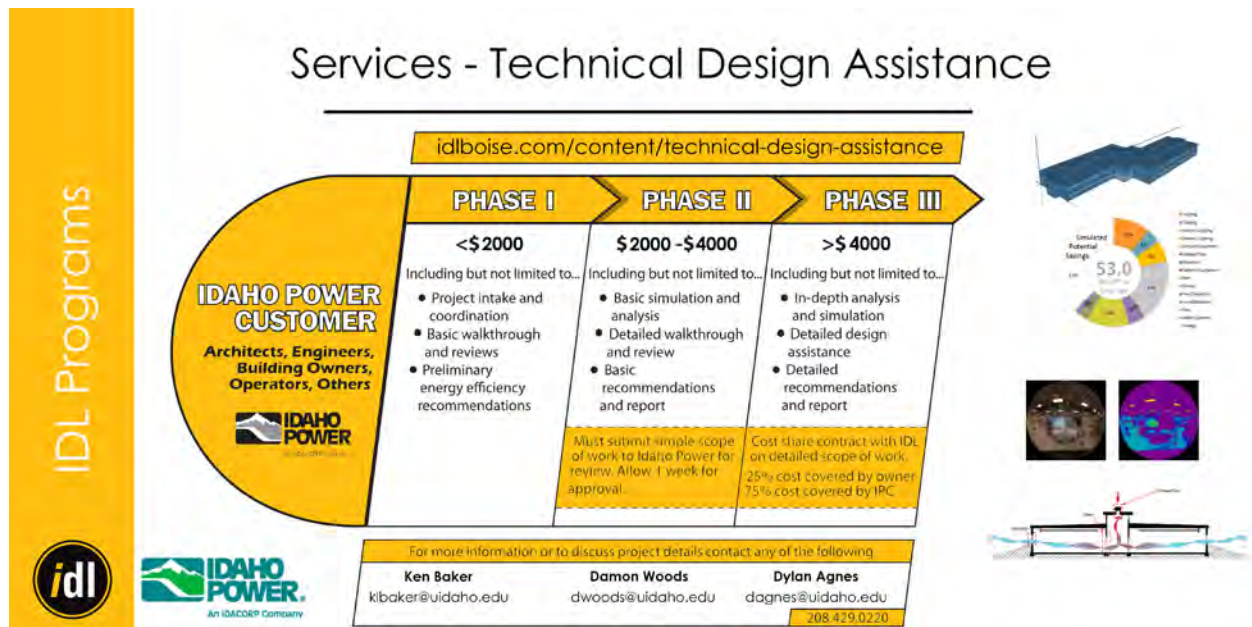 IDL Programs
Services - Technical Design Assistance
idlboise.com/content/technical-design-assistance
PHASE I
PHASE II
PHASE III
IDAHO POWER
CUSTOMER
Architects, Engineers,
Building Owners,
Operators, Others
IDAHO
POWER
<$2000
Including but not limited to...
• Project intake and
coordination
• Basic walkthrough
and reviews
• Preliminary
energy efficiency
recommendations
$2000 -$4000
Including but not limited to...
• Basic simulation and
analysis
• Detailed walkthrough
and review
• Basic
recommendations
and report
Must submit simple scope
of work to Idaho Power for
review. Allow 1 week for
approval.
>$4000
Including but not limited to...
• In-depth analysis
and simulation
• Detailed design
assistance
• Detailed
recommendations
and report
Cost share contract with IDL
on detailed scope of work.
25% cost covered by owner
75% cost covered by IPC
Simulated
Potential
Savings
53.0
For more information or to discuss project details contact any of the following
Ken Baker
Damon Woods
Dylan Agnes
klbaker@uidaho.edu
dwoods@uidaho.edu
dagnes@uidaho.edu
208.429.0220
idl
IDAHO
POWER®
An IDACORP Company